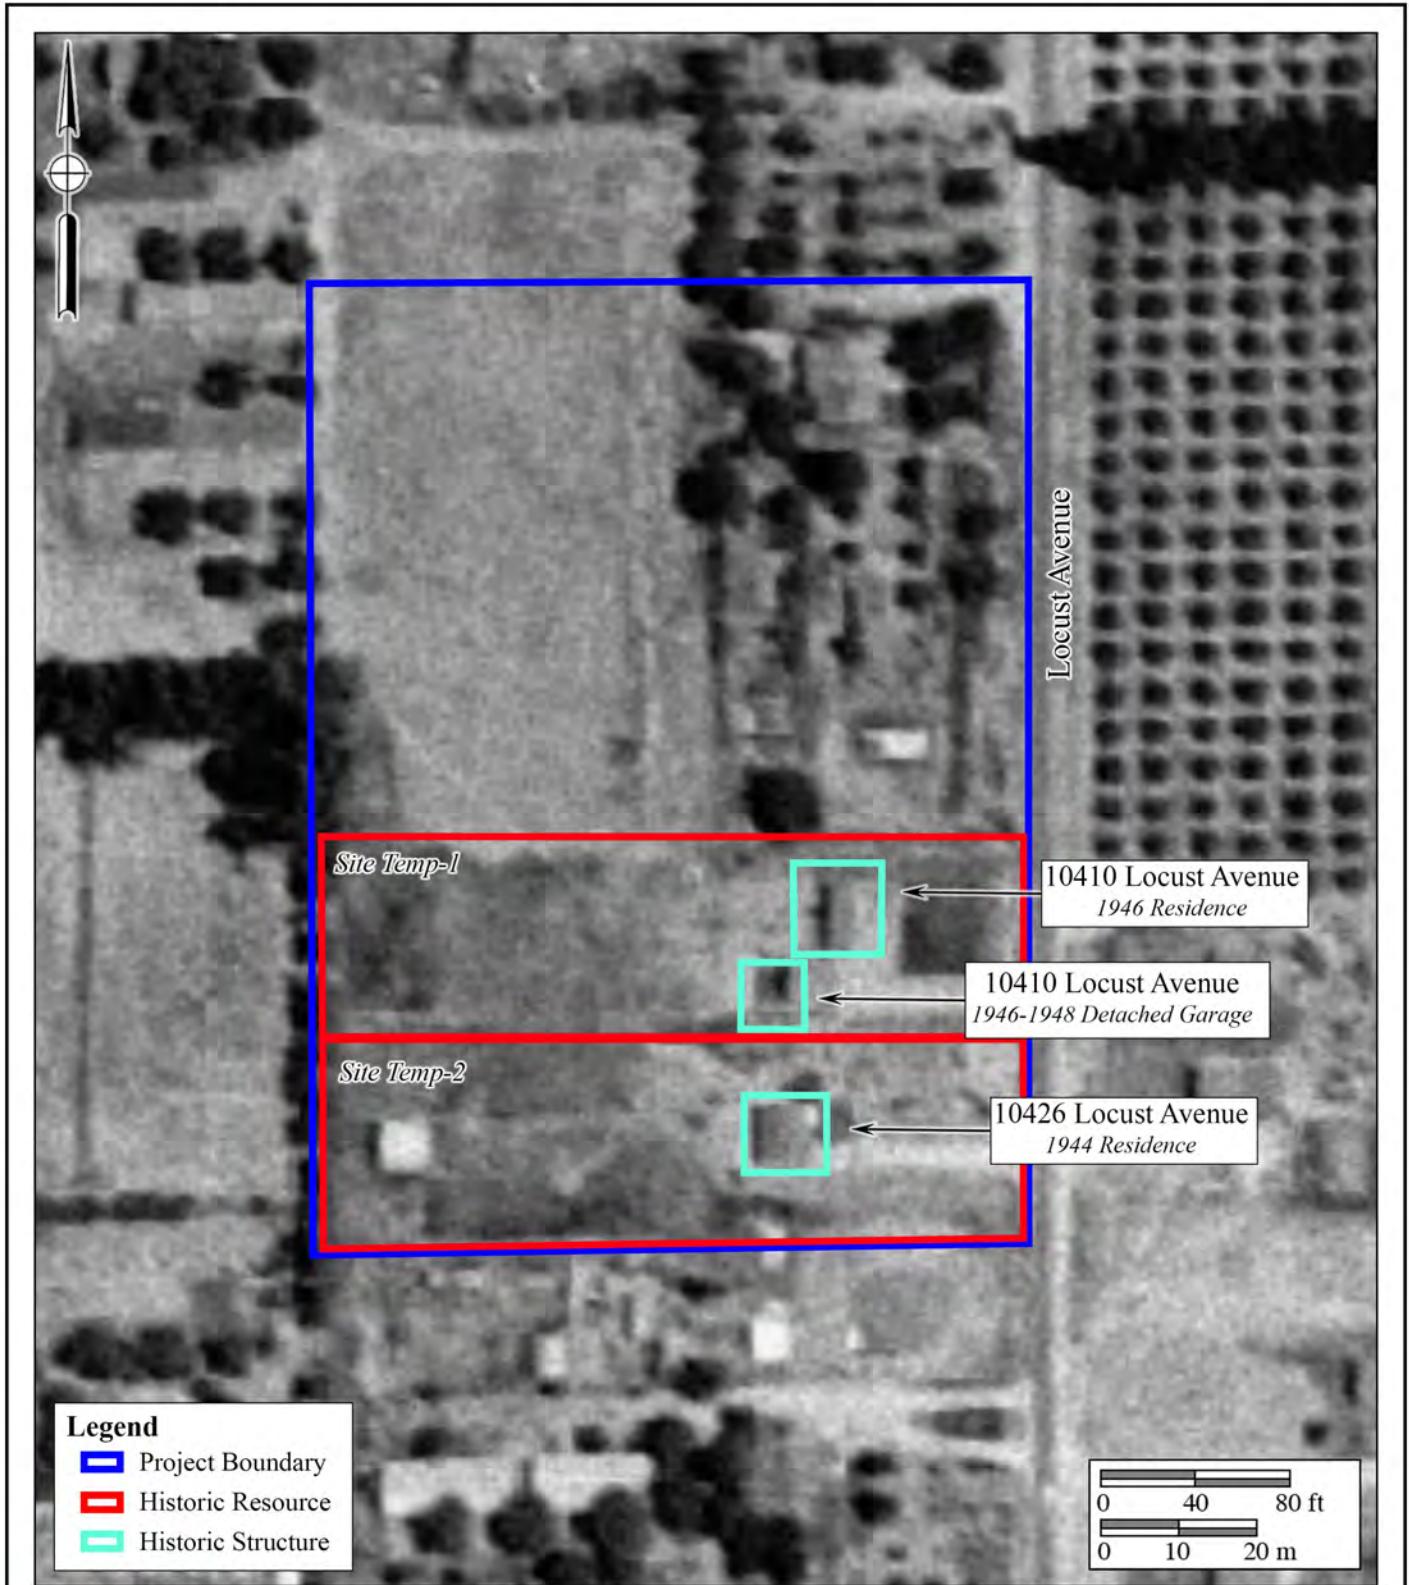 Locust Avenue
Site Temp-1
10410 Locust Avenue
1946 Residence
10410 Locust Avenue
1946-1948 Detached Garage
Site Temp-2
10426 Locust Avenue
1944 Residence
Legend
Project Boundary
Historic Resource
Historic Structure
0 40 80 ft
0 10 20 m